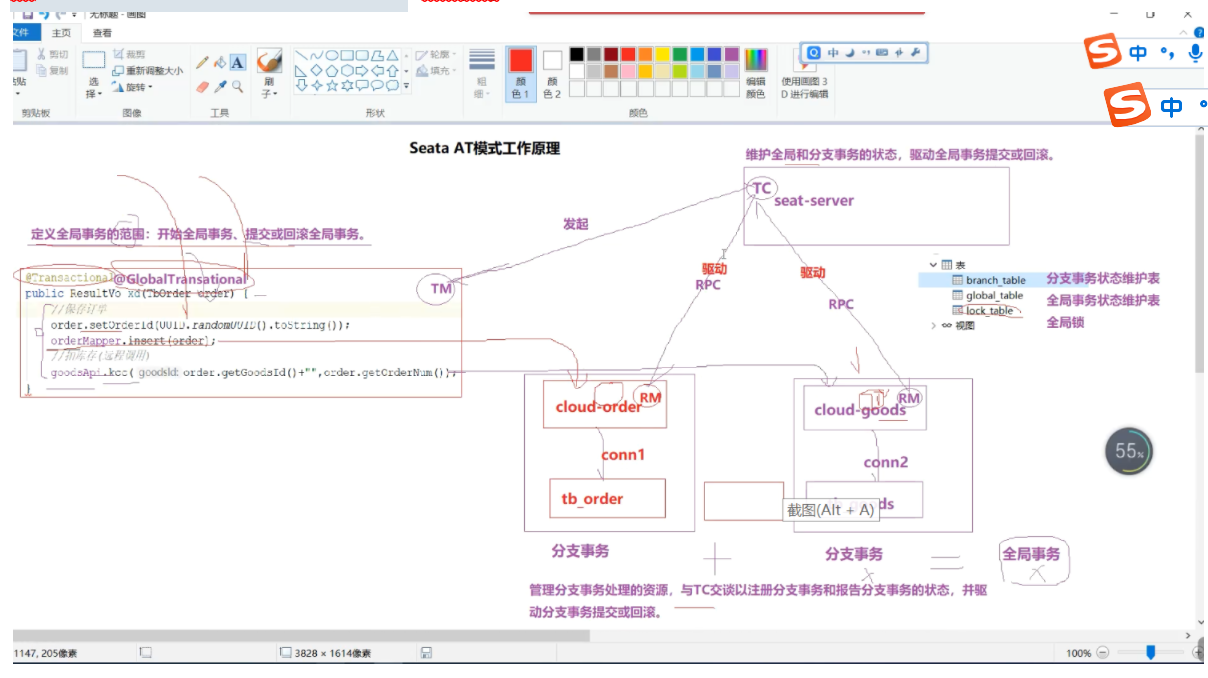 无标题 - 画图
文件 主页 查看
剪切
复制
剪贴板
选
择
裁剪
重新调整大小
旋转
图像
A
工具
刷
子
轮廓
填充
形状
粗
细
颜
色 1
颜
色 2
颜色
编辑
颜色
使用画图 3
D 进行编辑
中
中
中
Seata AT模式工作原理
维护全局和分支事务的状态，驱动全局事务提交或回滚。
TC
seat-server
发起
定义全局事务的范围：开始全局事务、提交或回滚全局事务。
@Transactional @GlobalTransational
TM
public ResultVo xd(TbOrder order) {
//保存订单
order.setOrderId(UUID.randomUUID().toString());
orderMapper.insert(order);
//扣库存(远程调用)
goodsApi.kcc( goodsId: order.getGoodsId()+"",order.getOrderNum());
}
驱动
RPC
驱动
RPC
表
branch_table 分支事务状态维护表
global_table 全局事务状态维护表
lock_table 全局锁
视图
RM
cloud-order
RM
cloud-goods
conn1
conn2
tb_order
ds
截图(Alt + A)
55%
分支事务
分支事务
全局事务
管理分支事务处理的资源，与TC交谈以注册分支事务和报告分支事务的状态，并驱
动分支事务提交或回滚。
1147, 205像素
3828 × 1614像素
100%